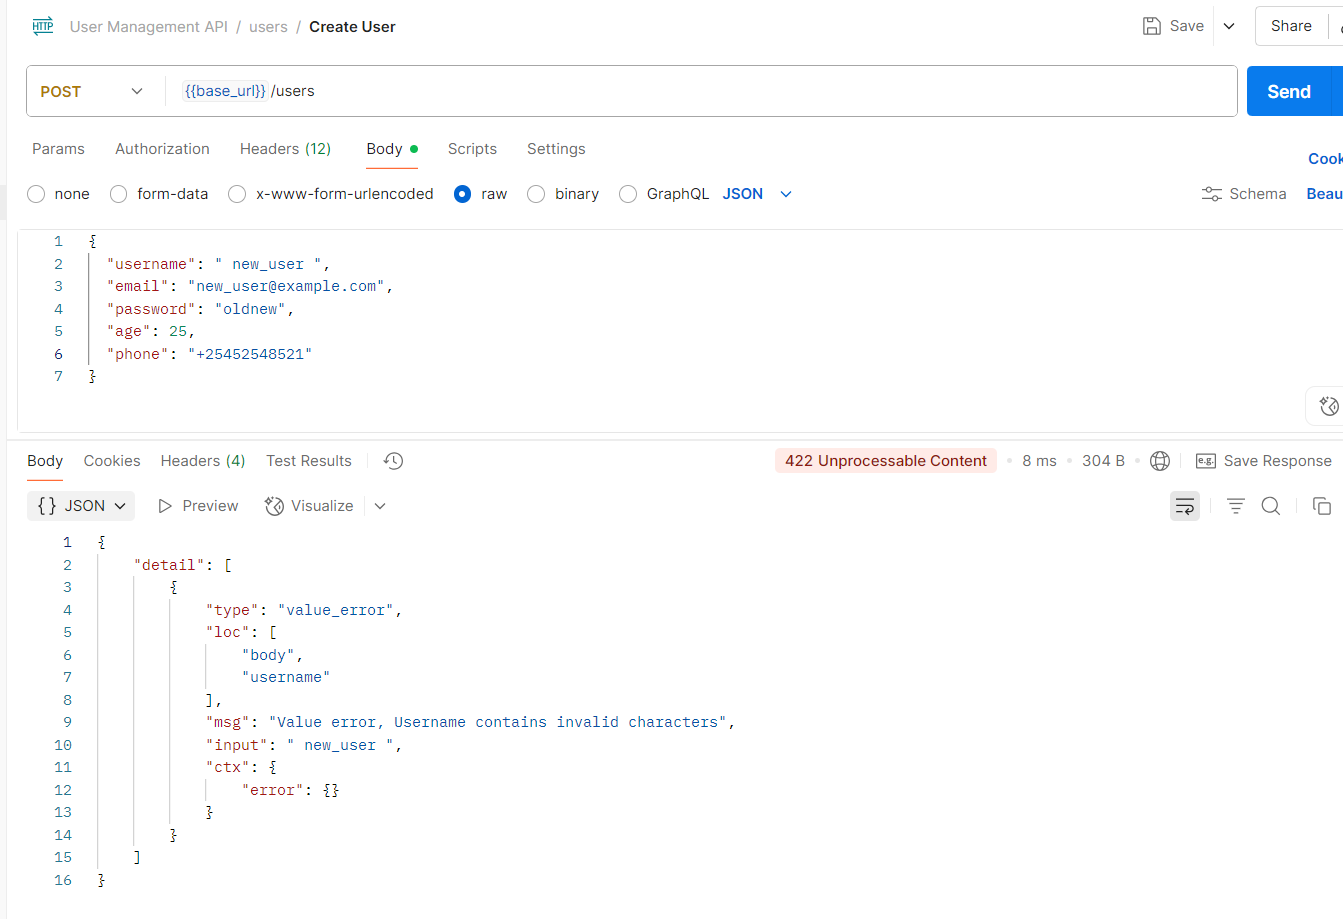 HTTP User Management API / users / Create User Save Share
POST {{base_url}}/users Send
Params Authorization Headers (12) Body Scripts Settings
none form-data x-www-form-urlencoded raw binary GraphQL JSON Schema
1 {
2 "username": " new_user ",
3 "email": "new_user@example.com",
4 "password": "oldnew",
5 "age": 25,
6 "phone": "+25452548521"
7 }
Body Cookies Headers (4) Test Results 422 Unprocessable Content 8 ms 304 B e.g. Save Response
{} JSON Preview Visualize
1 {
2 "detail": [
3 {
4 "type": "value_error",
5 "loc": [
6 "body",
7 "username"
8 ],
9 "msg": "Value error, Username contains invalid characters",
10 "input": " new_user ",
11 "ctx": {
12 "error": {}
13 }
14 }
15 ]
16 }